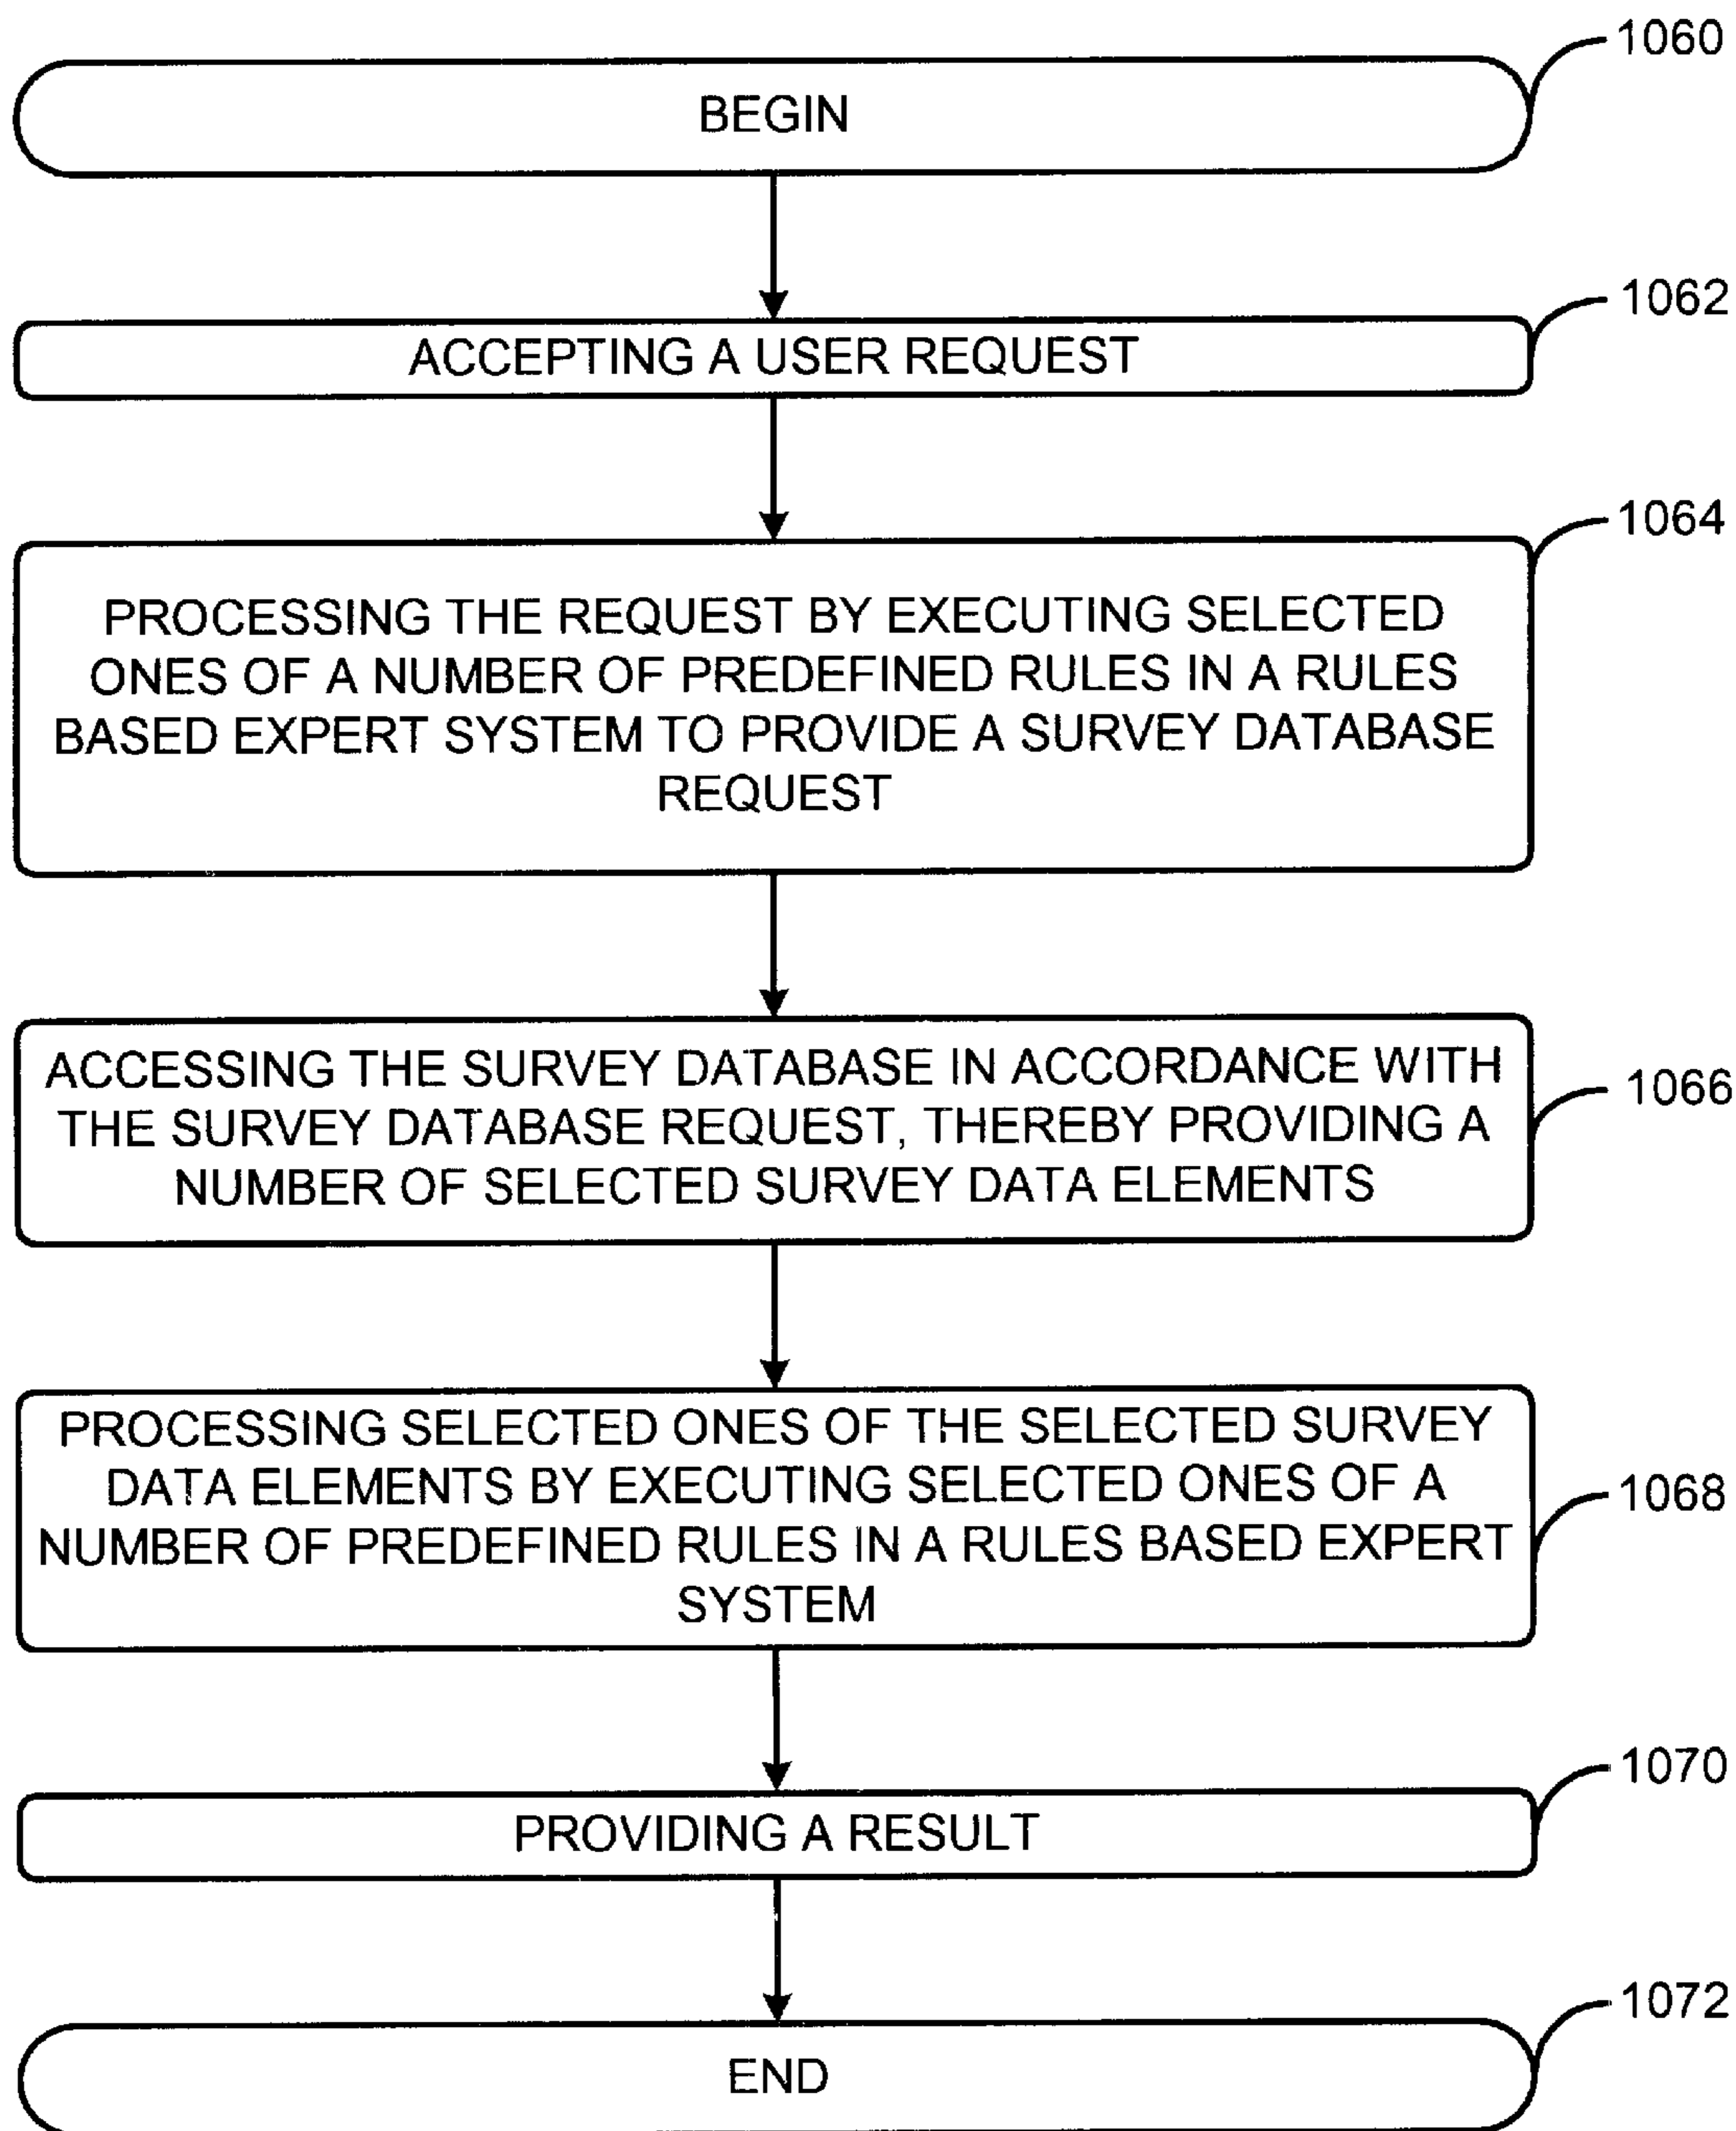 1060
BEGIN
1062
ACCEPTING A USER REQUEST
1064
PROCESSING THE REQUEST BY EXECUTING SELECTED
ONES OF A NUMBER OF PREDEFINED RULES IN A RULES
BASED EXPERT SYSTEM TO PROVIDE A SURVEY DATABASE
REQUEST
ACCESSING THE SURVEY DATABASE IN ACCORDANCE WITH
THE SURVEY DATABASE REQUEST, THEREBY PROVIDING A
NUMBER OF SELECTED SURVEY DATA ELEMENTS
1066
PROCESSING SELECTED ONES OF THE SELECTED SURVEY
DATA ELEMENTS BY EXECUTING SELECTED ONES OF A
NUMBER OF PREDEFINED RULES IN A RULES BASED EXPERT
SYSTEM
1068
1070
PROVIDING A RESULT
1072
END